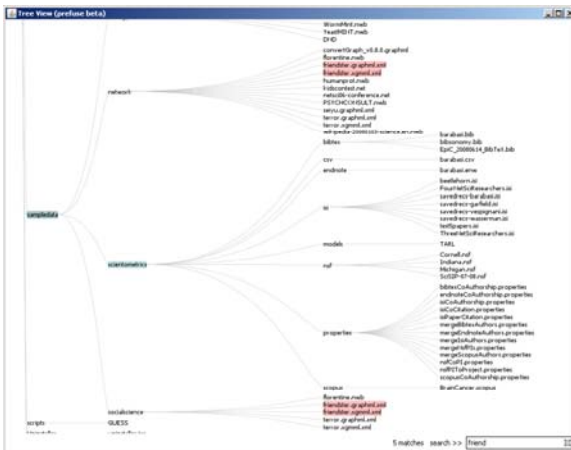 Tree View (prefuse beta)
WormMint.nwb
YeastMINT.nwb
DHD
network
convertGraph_v0.8.0.graphml
florentine.nwb
friendster.graphml.xml
friendster.xgmml.xml
humanprot.nwb
kidscontest.net
netsci06-conference.net
PSYCHCONSULT.nwb
seiyu.graphml.xml
terror.graphml.xml
terror.xgmml.xml
bibtex
barabasi.bib
bibsonomy.bib
EpiC_20080614_BibTeX.bib
csv
barabasi.csv
endnote
barabasi.enw
isi
bealehorn.isi
FourNetSciResearchers.isi
savedrecs-barabasi.isi
savedrecs-garfield.isi
savedrecs-vespignani.isi
savedrecs-wasserman.isi
testpapers.isi
ThreeNetSciResearchers.isi
sampledata
models
TARL
scientometrics
nsf
Cornell.nsf
Indiana.nsf
Michigan.nsf
SciSIP-07-08.nsf
properties
bibtexCoAuthorship.properties
endnoteCoAuthorship.properties
isiCoAuthorship.properties
isiCoCitation.properties
isiPaperCitation.properties
mergeBibtexAuthors.properties
mergeEndnoteAuthors.properties
mergeIsiAuthors.properties
mergeNsfPIs.properties
mergeScopusAuthors.properties
nsfCoPI.properties
nsfPIToProject.properties
scopusCoAuthorship.properties
scopus
BrainCancer.scopus
socialscience
florentine.nwb
friendster.graphml.xml
friendster.xgmml.xml
terror.graphml.xml
terror.xgmml.xml
scripts
GUESS
5 matches search >> friend